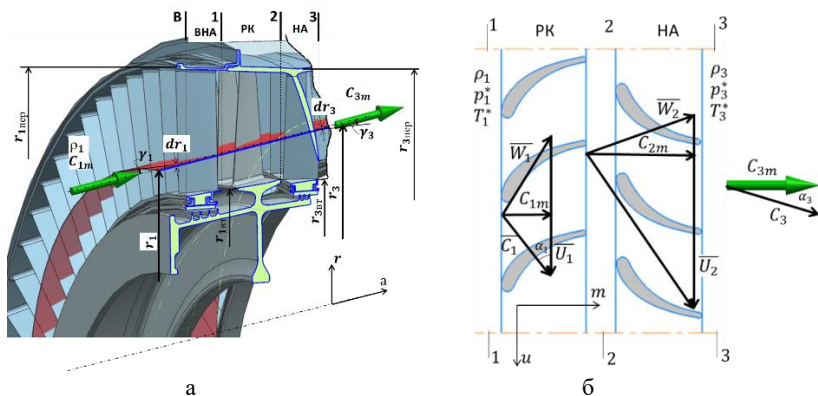 В 1 2 3
ВНА РК НА
r₁пер
ρ₁
C₁ₘ
γ₁
dr₁
dr₃
C₃ₘ
γ₃
r₃пер
r₁
r₃вт
r₃
r
a
а
1 РК 2 НА 3
ρ₁
p₁*
T₁*
ρ₃
p₃*
T₃*
W₁
C₁ₘ
C₁
α₁
U₁
W₂
C₂ₘ
U₂
C₃ₘ
C₃
α₃
m
u
1 2 3
б